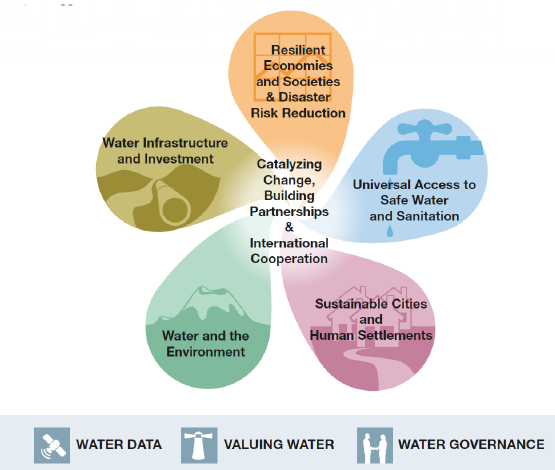 Resilient
Economies
and Societies
& Disaster
Risk Reduction
Water Infrastructure
and Investment
Catalyzing
Change,
Building
Partnerships
&
International
Cooperation
Universal Access to
Safe Water
and Sanitation
Water and the
Environment
Sustainable Cities
and
Human Settlements
WATER DATA
VALUING WATER
WATER GOVERNANCE